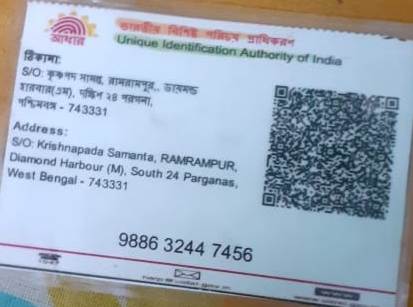 ভারতীয় বিশিষ্ট পরিচয় প্রাধিকরণ
Unique Identification Authority of India
আধার
ঠিকানা:
S/O: কৃষ্ণপদ সামন্ত, রামরামপুর, ডায়মন্ড
হারবার(এম), দক্ষিণ ২৪ পরগনা,
পশ্চিমবঙ্গ - 743331
Address:
S/O: Krishnapada Samanta, RAMRAMPUR,
Diamond Harbour (M), South 24 Parganas,
West Bengal - 743331
9886 3244 7456